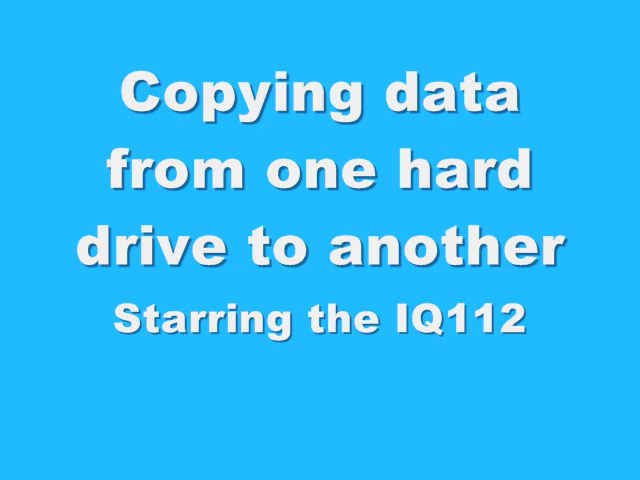 Copying data
from one hard
drive to another
Starring the IQ112